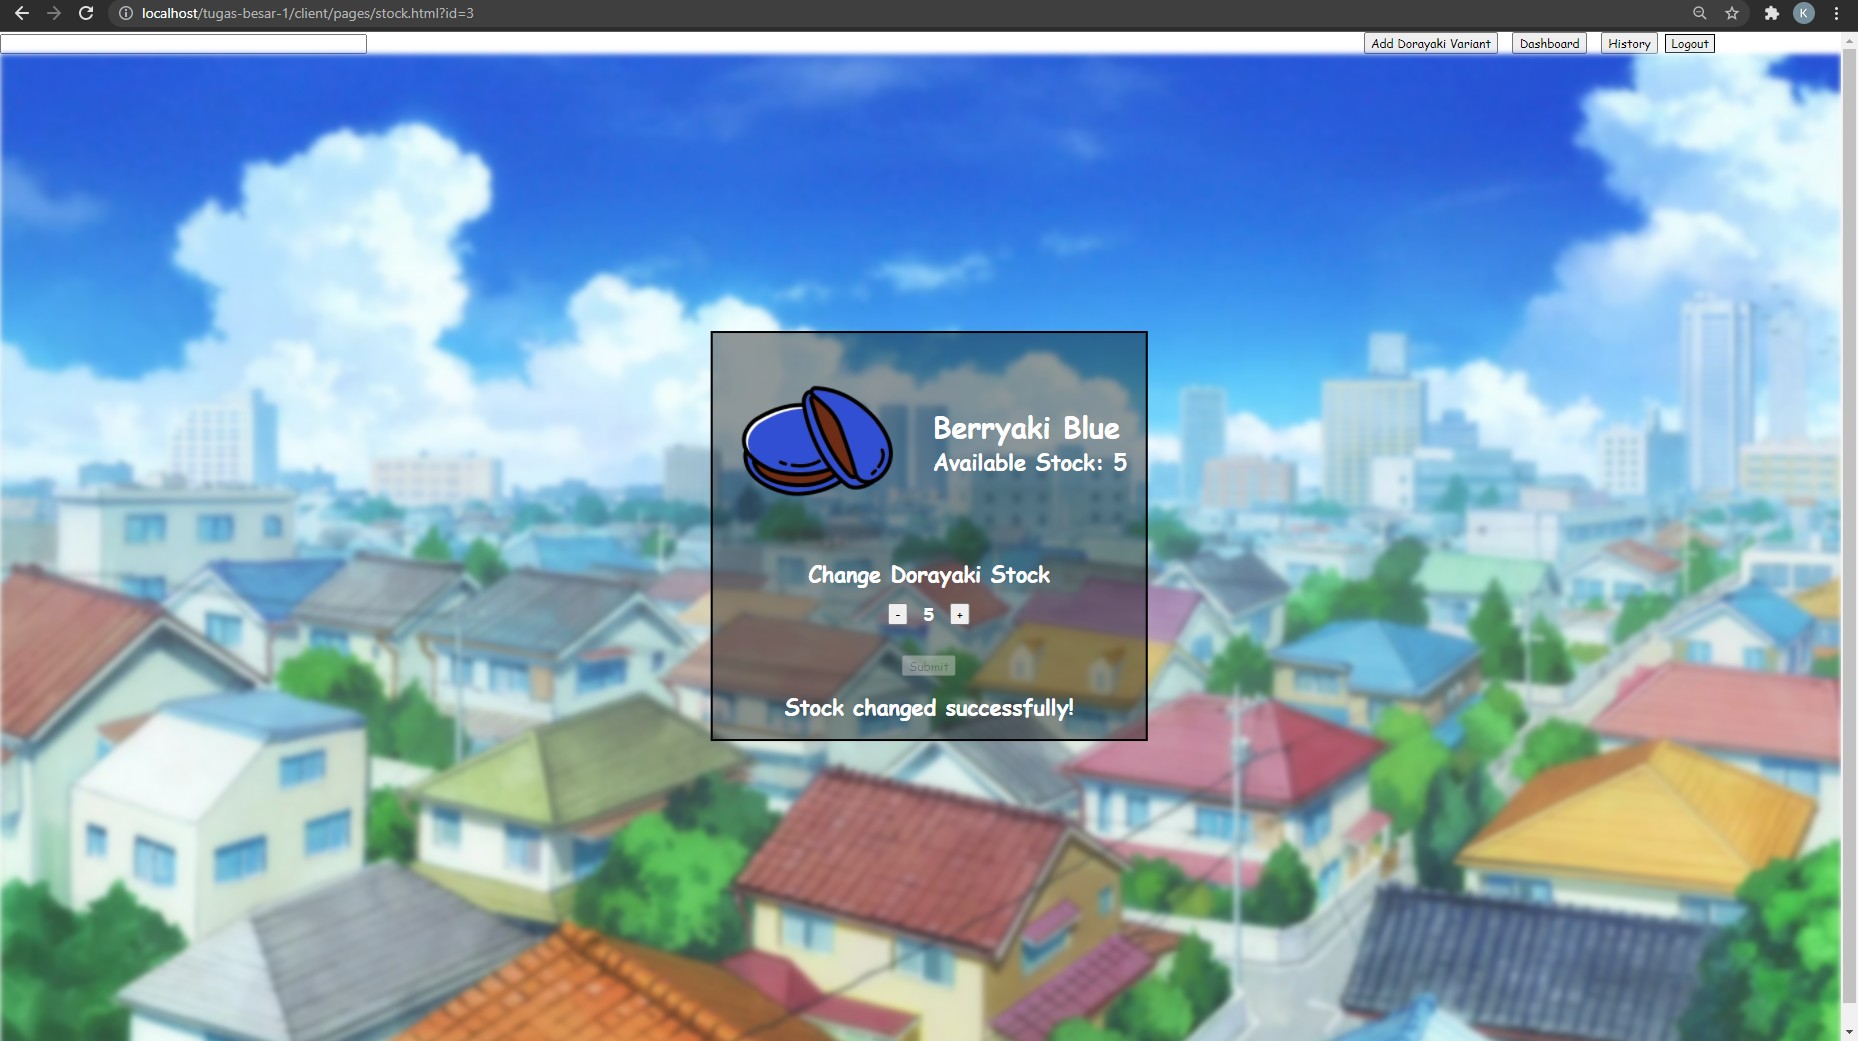 localhost/tugas-besar-1/client/pages/stock.html?id=3
K
Add Dorayaki Variant
Dashboard
History
Logout
Berryaki Blue
Available Stock: 5
Change Dorayaki Stock
- 5 +
Submit
Stock changed successfully!